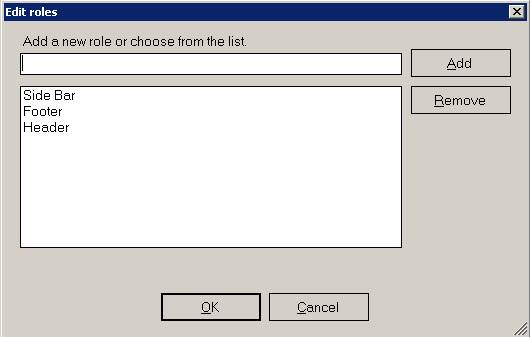 Edit roles
Add a new role or choose from the list.
Add
Side Bar
Footer
Header
Remove
OK
Cancel